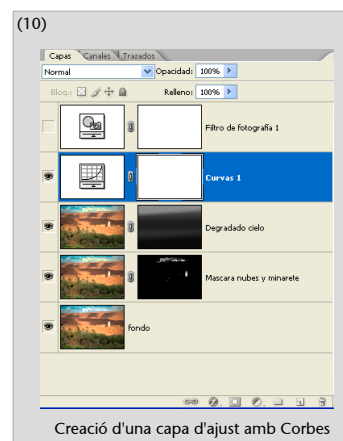 (10)
Capas Canales Trazados
Normal Opacidad: 100%
Bloq.: Relleno: 100%
Filtro de fotografía 1
Curvas 1
Degradado cielo
Mascara nubes y minarete
fondo
Creació d'una capa d'ajust amb Corbes